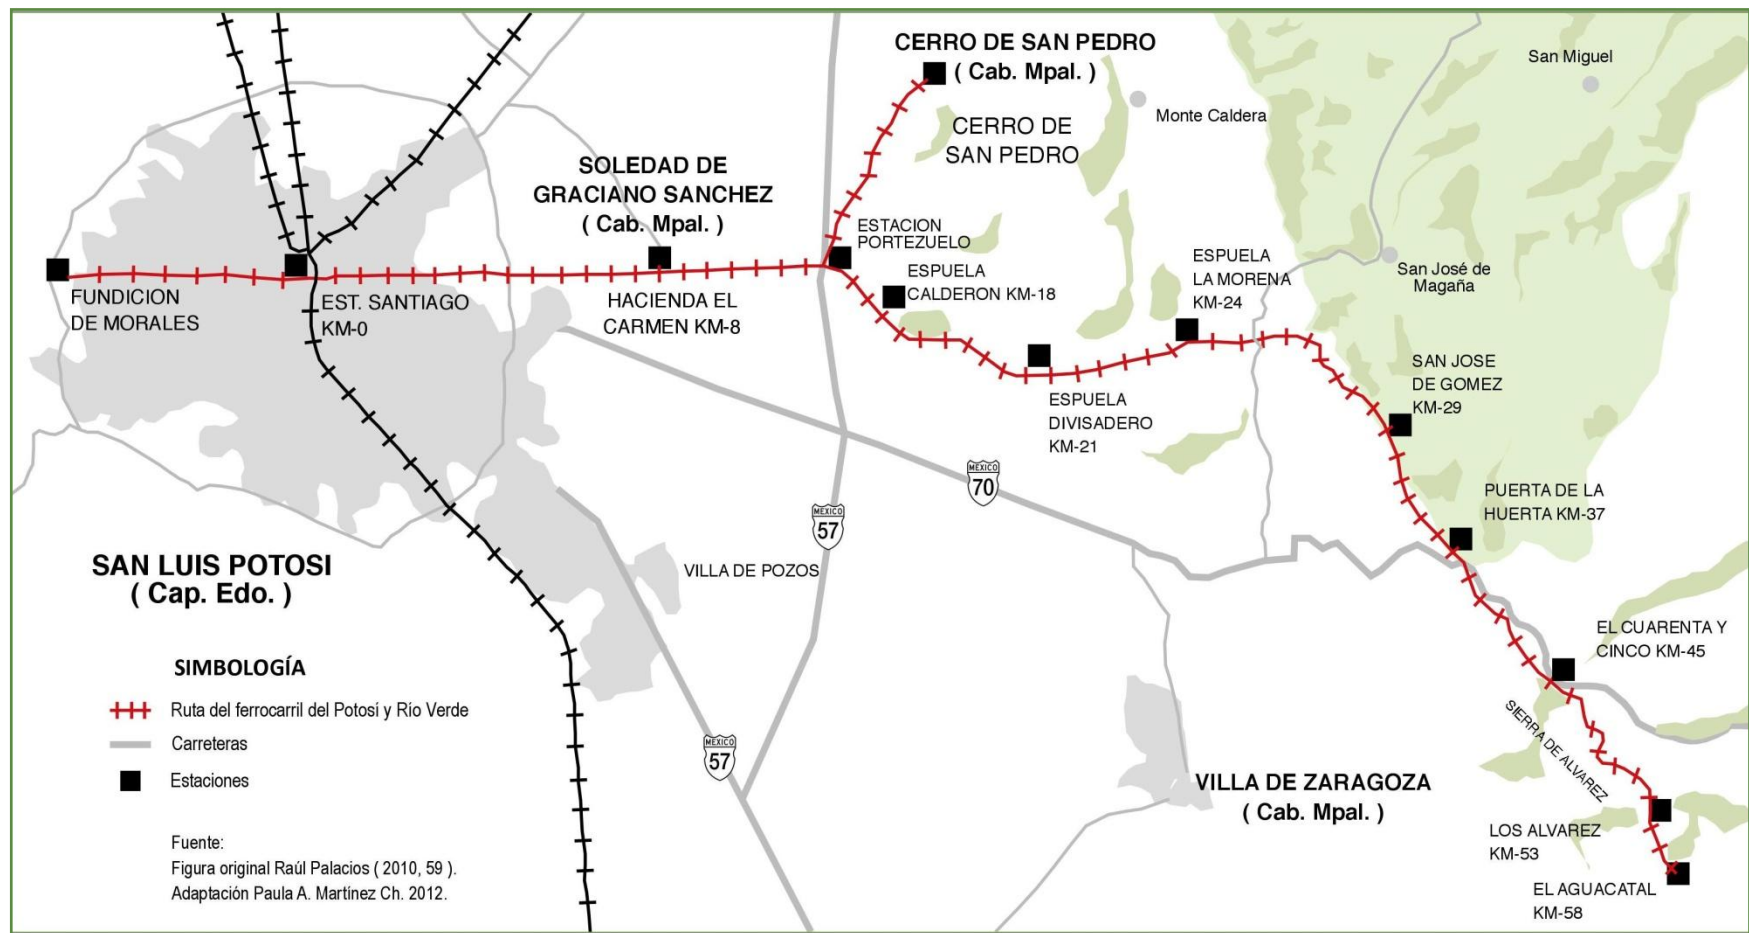 CERRO DE SAN PEDRO
( Cab. Mpal. )
San Miguel
Monte Caldera
CERRO DE
SAN PEDRO
SOLEDAD DE
GRACIANO SANCHEZ
( Cab. Mpal. )
ESTACION
PORTEZUELO
ESPUELA
CALDERON KM-18
ESPUELA
LA MORENA
KM-24
San José de
Magaña
FUNDICION
DE MORALES
EST. SANTIAGO
KM-0
HACIENDA EL
CARMEN KM-8
SAN JOSE
DE GOMEZ
KM-29
ESPUELA
DIVISADERO
KM-21
MEXICO
70
MEXICO
57
PUERTA DE LA
HUERTA KM-37
SAN LUIS POTOSI
( Cap. Edo. )
VILLA DE POZOS
EL CUARENTA Y
CINCO KM-45
SIERRA DE ALVAREZ
MEXICO
57
VILLA DE ZARAGOZA
( Cab. Mpal. )
LOS ALVAREZ
KM-53
EL AGUACATAL
KM-58
SIMBOLOGÍA
Ruta del ferrocarril del Potosi y Río Verde
Carreteras
Estaciones
Fuente:
Figura original Raúl Palacios ( 2010, 59 ).
Adaptación Paula A. Martínez Ch. 2012.